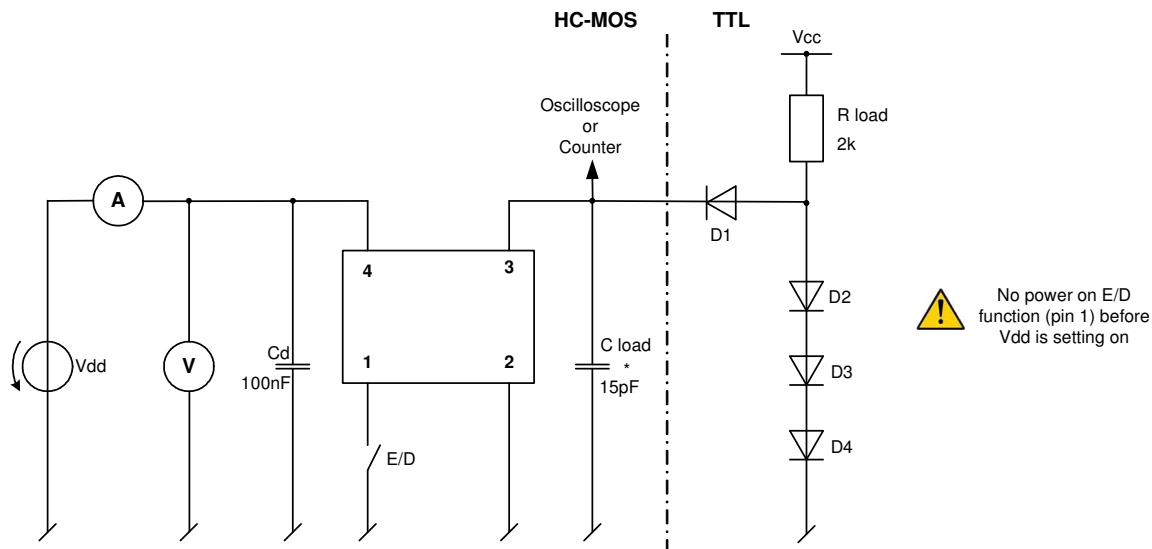 HC-MOS
TTL
Vcc
R load
2k
Oscilloscope
or
Counter
A
D1
4
3
1
2
V
Vdd
Cd
100nF
C load
*
15pF
E/D
D2
D3
D4
No power on E/D
function (pin 1) before
Vdd is setting on